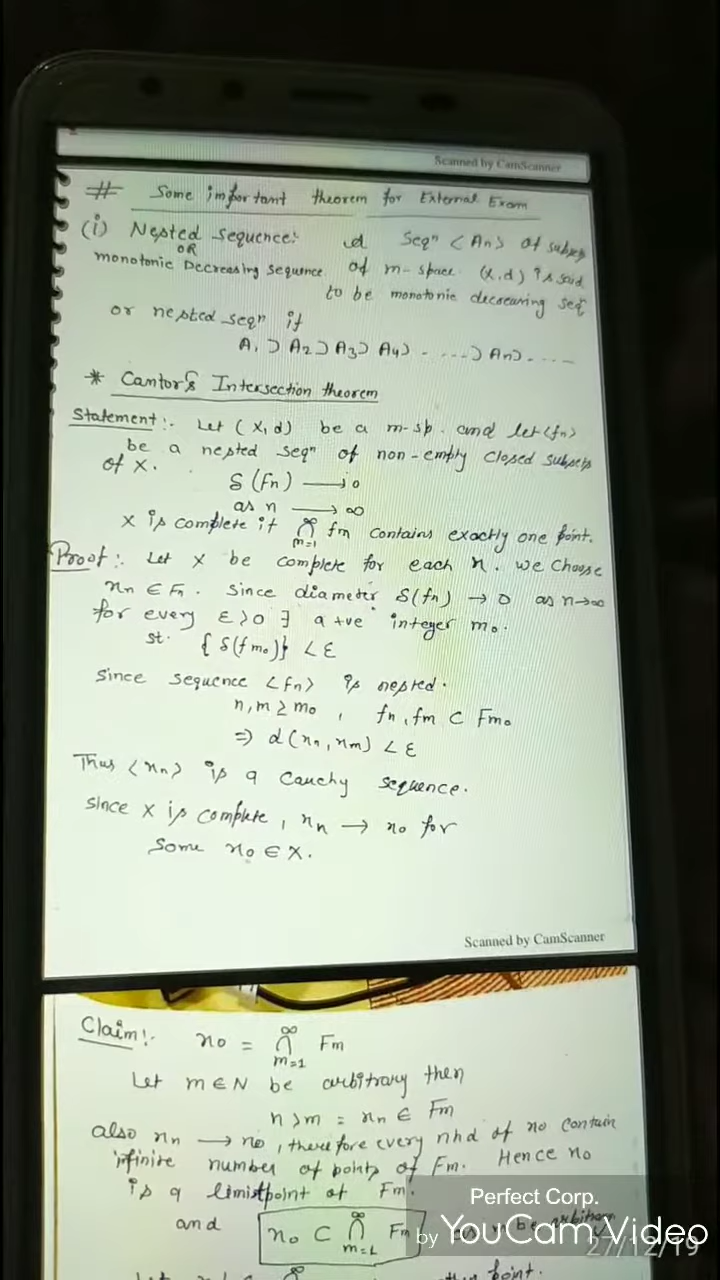 Scanned by CamScanner
# Some important theorem for External Exam
(i) Nested sequence:- A Seqⁿ <An> of subsets
OR
monotonic Decreasing sequence of m-space (X,d) is said
to be monotonic decreasing seqⁿ
or nested seqⁿ if
A₁ ⊃ A₂ ⊃ A₃ ⊃ A₄ ⊃ - - - - - ⊃ An ⊃ - - - -
* Cantor's Intersection theorem
Statement:- Let (X,d) be a m-sp. and let <fn>
be a nested seqⁿ of non-empty closed subsets
of X.
δ (Fn) → 0
as n → ∞
X is complete if ∞ ∩ m=1 fm contains exactly one point.
Proof:- Let X be complete for each n. we choose
xn ∈ Fn. Since diameter δ(fn) → 0 as n→∞
for every ε>0 ∃ a +ve integer m₀.
st. {δ(fm₀)} < ε
Since sequence <fn> is nested.
n,m ≥ m₀, fn, fm ⊂ Fm₀
⇒ d(xn, xm) < ε
Thus <xn> is a Cauchy sequence.
Since X is complete, xn → x₀ for
Some x₀ ∈ X.
Scanned by CamScanner
Claim:- x₀ = ∞ ∩ m=1 Fm
Let m∈N be arbitrary then
n>m = xn ∈ Fm
also xn → x₀, therefore every nhd of x₀ contain
infinite number of points of Fm. Hence x₀
is a limit point of Fm.
and x₀ ⊂ ∞ ∩ m=1 Fm be arbitrary
Perfect Corp.
by YouCam Video
27/12/19
point.